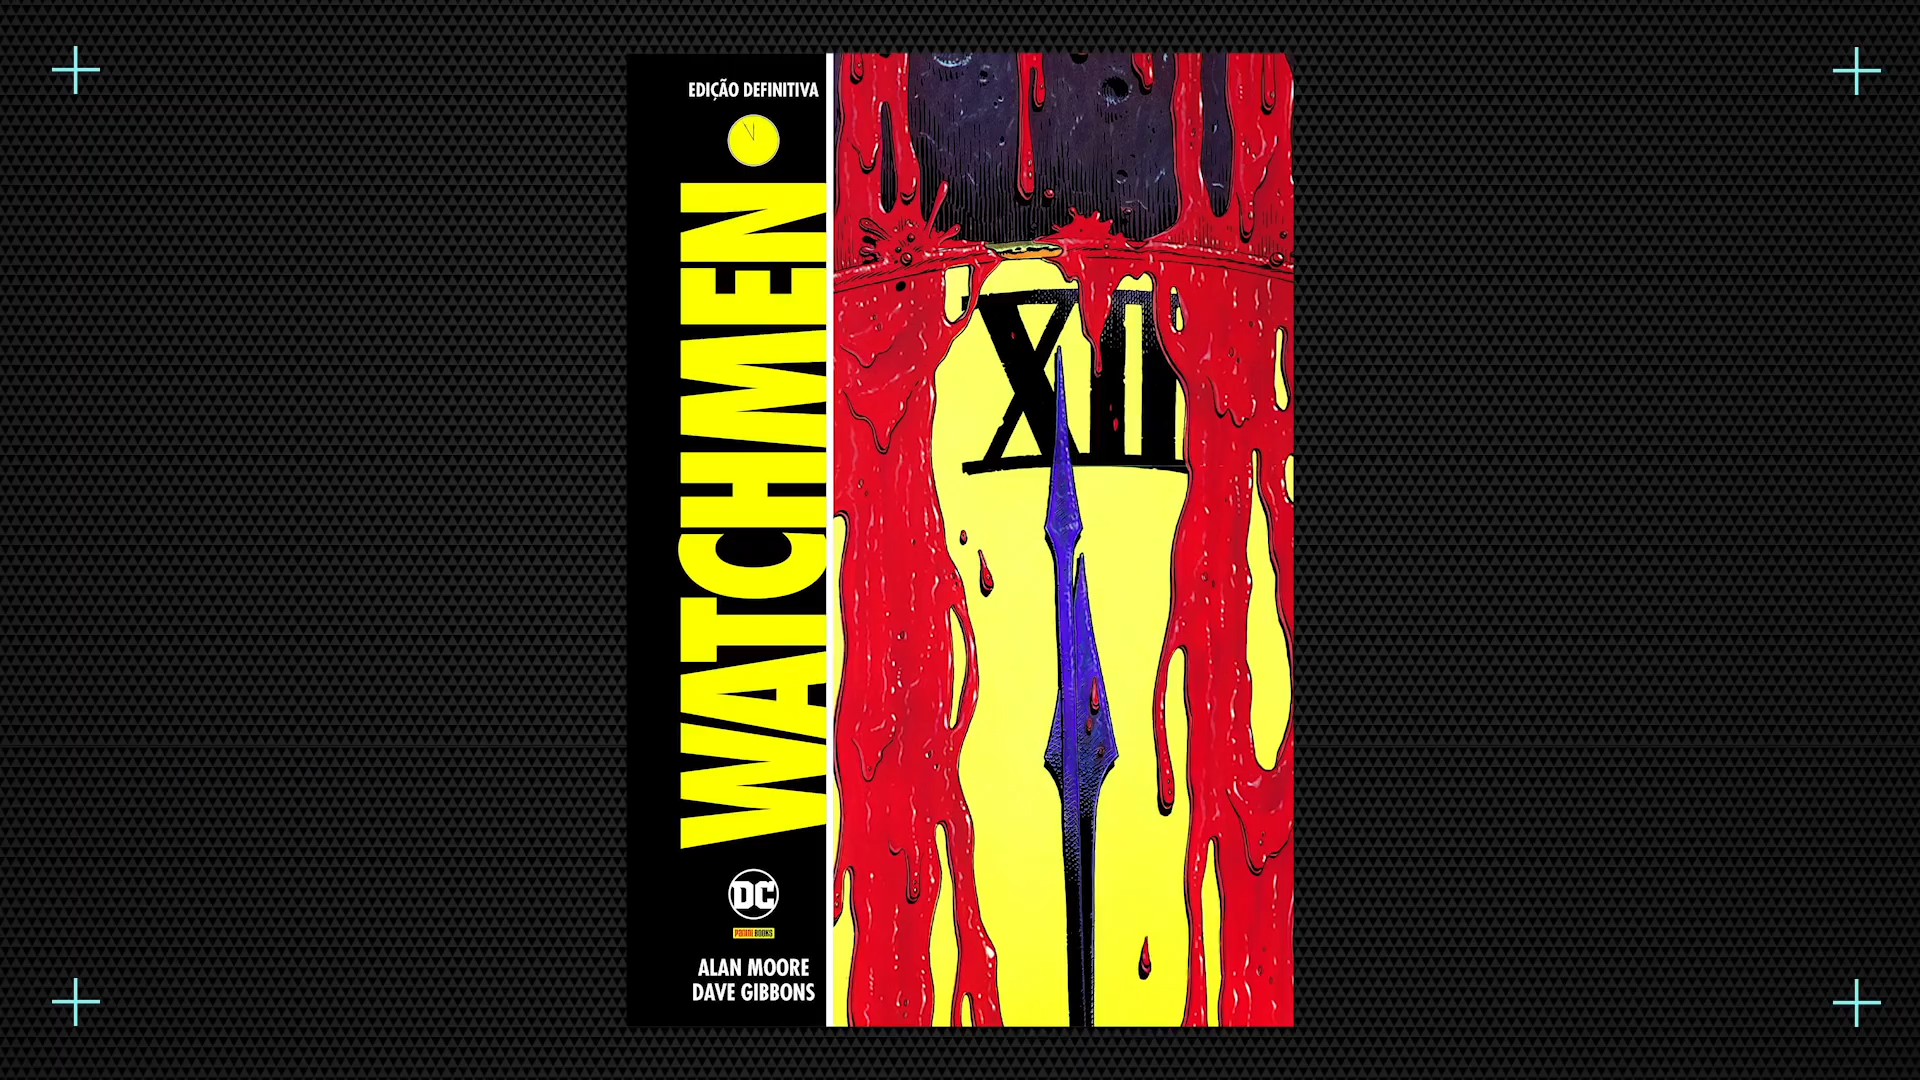 EDIÇÃO DEFINITIVA
WATCHMEN
DC
PANINI BOOKS
ALAN MOORE
DAVE GIBBONS
XII